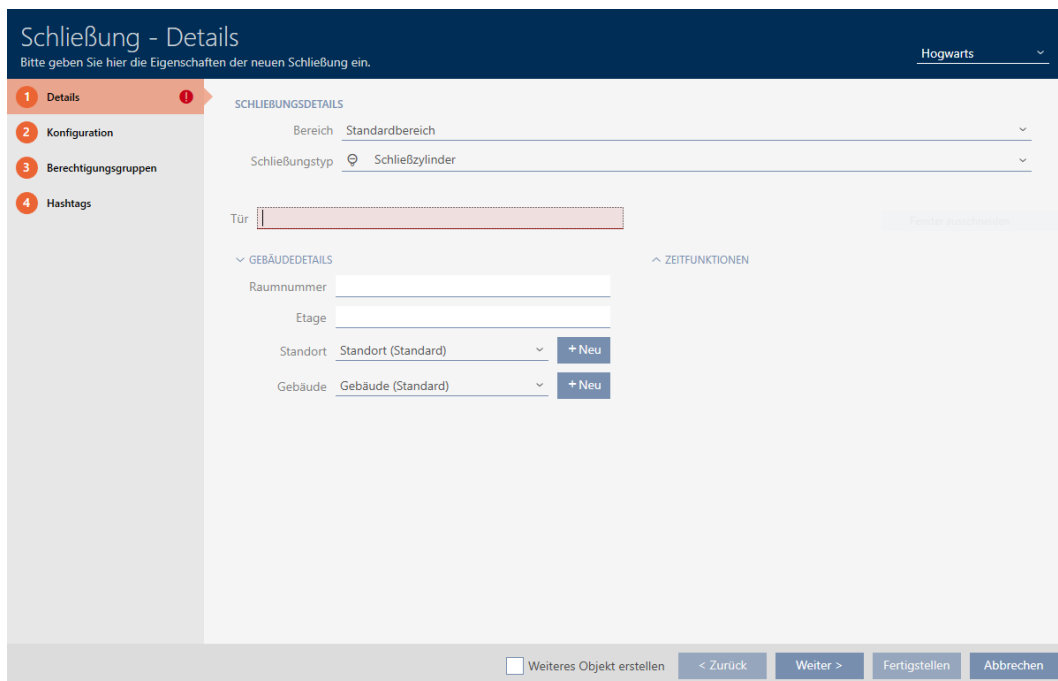 Schließung - Details
Bitte geben Sie hier die Eigenschaften der neuen Schließung ein.
Hogwarts
1 Details !
2 Konfiguration
3 Berechtigungsgruppen
4 Hashtags
SCHLIEẞUNGSDETAILS
Bereich Standardbereich
Schließungstyp Schließzylinder
Tür
GEBÄUDEDETAILS
ZEITFUNKTIONEN
Raumnummer
Etage
Standort Standort (Standard) + Neu
Gebäude Gebäude (Standard) + Neu
Weiteres Objekt erstellen < Zurück Weiter > Fertigstellen Abbrechen